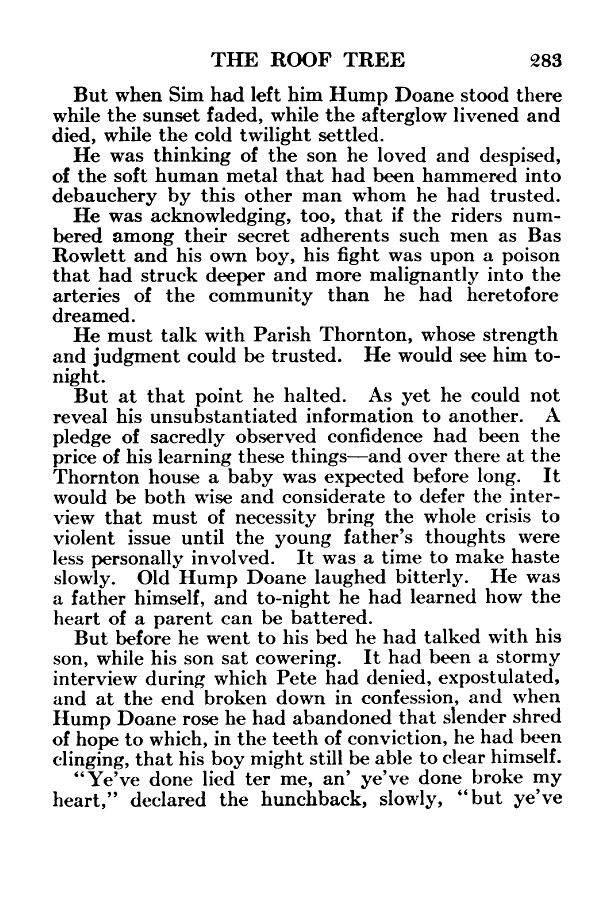 THE ROOF TREE 283
But when Sim had left him Hump Doane stood there
while the sunset faded, while the afterglow livened and
died, while the cold twilight settled.
He was thinking of the son he loved and despised,
of the soft human metal that had been hammered into
debauchery by this other man whom he had trusted.
He was acknowledging, too, that if the riders num-
bered among their secret adherents such men as Bas
Rowlett and his own boy, his fight was upon a poison
that had struck deeper and more malignantly into the
arteries of the community than he had heretofore
dreamed.
He must talk with Parish Thornton, whose strength
and judgment could be trusted. He would see him to-
night.
But at that point he halted. As yet he could not
reveal his unsubstantiated information to another. A
pledge of sacredly observed confidence had been the
price of his learning these things—and over there at the
Thornton house a baby was expected before long. It
would be both wise and considerate to defer the inter-
view that must of necessity bring the whole crisis to
violent issue until the young father's thoughts were
less personally involved. It was a time to make haste
slowly. Old Hump Doane laughed bitterly. He was
a father himself, and to-night he had learned how the
heart of a parent can be battered.
But before he went to his bed he had talked with his
son, while his son sat cowering. It had been a stormy
interview during which Pete had denied, expostulated,
and at the end broken down in confession, and when
Hump Doane rose he had abandoned that slender shred
of hope to which, in the teeth of conviction, he had been
clinging, that his boy might still be able to clear himself.
"Ye've done lied ter me, an' ye've done broke my
heart," declared the hunchback, slowly, "but ye've